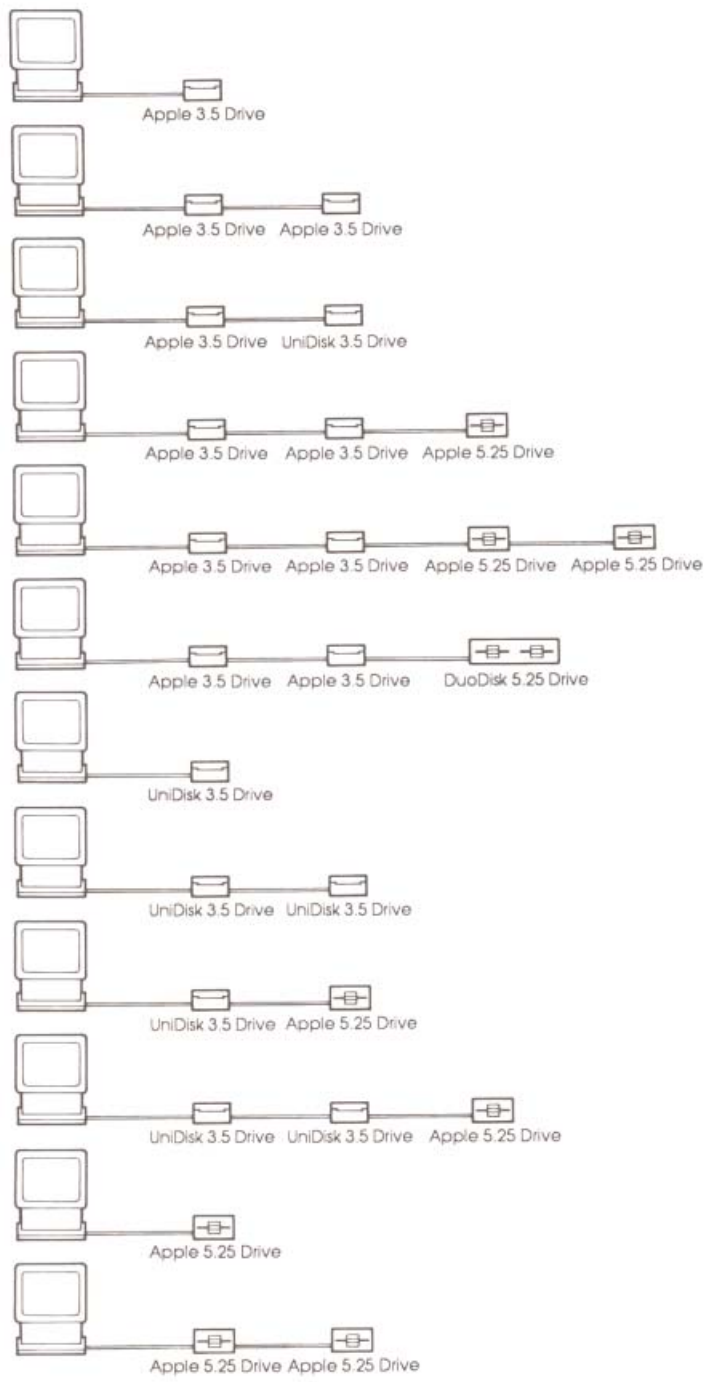 Apple 3.5 Drive
Apple 3.5 Drive Apple 3.5 Drive
Apple 3.5 Drive UniDisk 3.5 Drive
Apple 3.5 Drive Apple 3.5 Drive Apple 5.25 Drive
Apple 3.5 Drive Apple 3.5 Drive Apple 5.25 Drive Apple 5.25 Drive
Apple 3.5 Drive Apple 3.5 Drive DuoDisk 5.25 Drive
UniDisk 3.5 Drive
UniDisk 3.5 Drive UniDisk 3.5 Drive
UniDisk 3.5 Drive Apple 5.25 Drive
UniDisk 3.5 Drive UniDisk 3.5 Drive Apple 5.25 Drive
Apple 5.25 Drive
Apple 5.25 Drive Apple 5.25 Drive